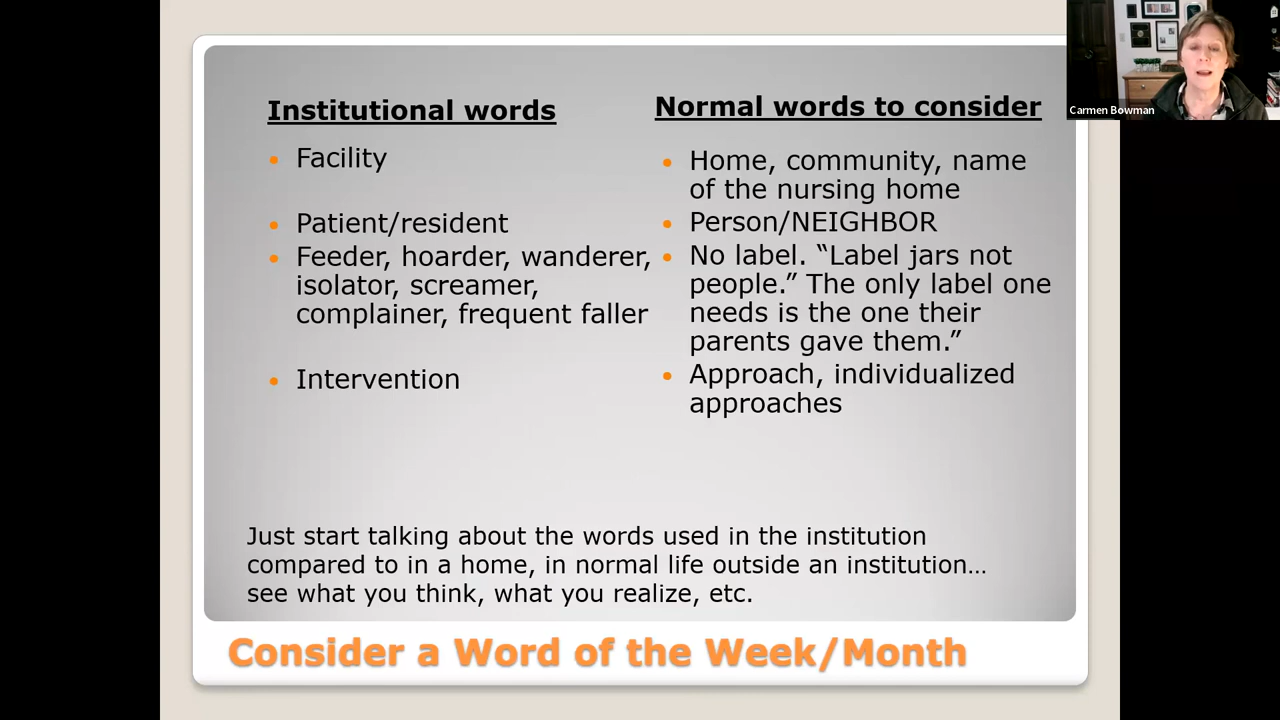 Institutional words
Facility
Patient/resident
Feeder, hoarder, wanderer,
isolator, screamer,
complainer, frequent faller
Intervention
Normal words to consider
Home, community, name
of the nursing home
Person/NEIGHBOR
No label. “Label jars not
people.” The only label one
needs is the one their
parents gave them.”
Approach, individualized
approaches
Just start talking about the words used in the institution
compared to in a home, in normal life outside an institution…
see what you think, what you realize, etc.
Consider a Word of the Week/Month
Carmen Bowman